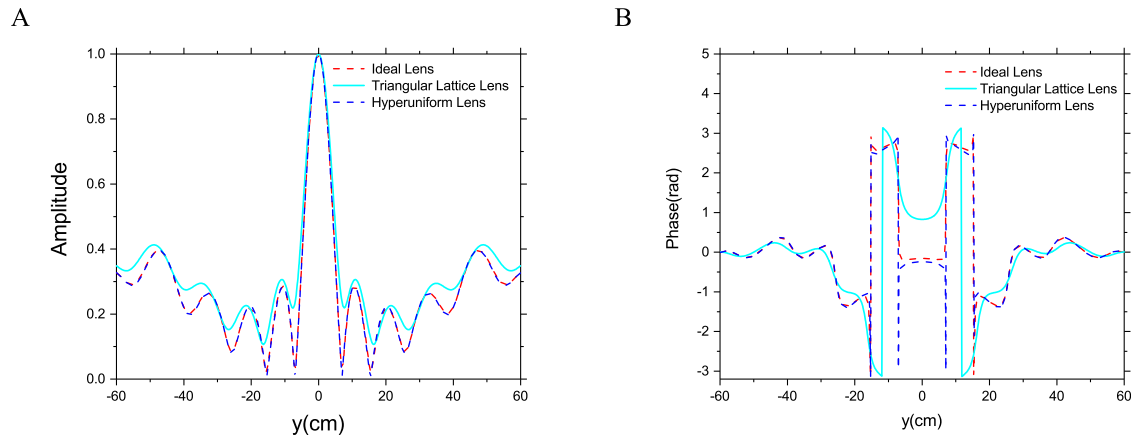 A
1.0
0.8
0.6
0.4
0.2
0.0
Amplitude
-60
-40
-20
0
20
40
60
y(cm)
Ideal Lens
Triangular Lattice Lens
Hyperuniform Lens
B
5
4
3
2
1
0
-1
-2
-3
Phase(rad)
-60
-40
-20
0
20
40
60
y(cm)
Ideal Lens
Triangular Lattice Lens
Hyperuniform Lens